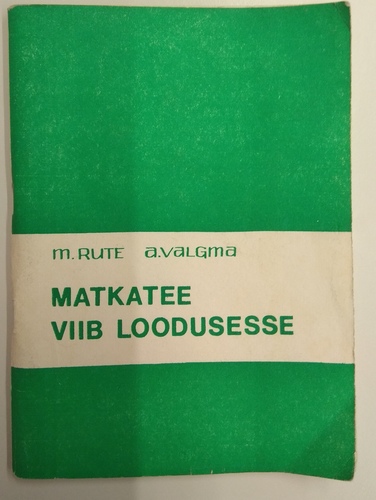 M. RUTE A. VALGMA
MATKATEE
VIIB LOODUSESSE